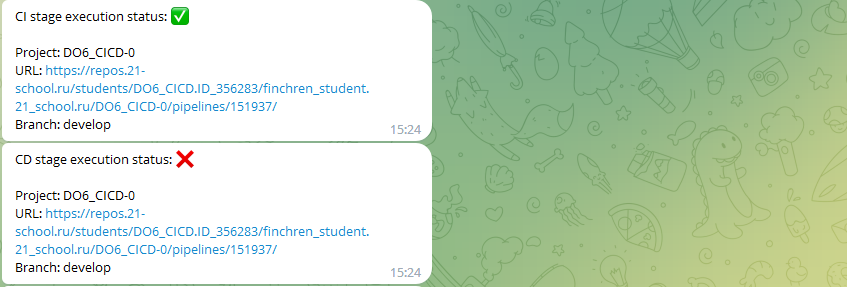 CI stage execution status: ✅
Project: DO6_CICD-0
URL: https://repos.21-
school.ru/students/DO6_CICD.ID_356283/finchren_student.
21_school.ru/DO6_CICD-0/pipelines/151937/
Branch: develop
15:24
CD stage execution status: ❌
Project: DO6_CICD-0
URL: https://repos.21-
school.ru/students/DO6_CICD.ID_356283/finchren_student.
21_school.ru/DO6_CICD-0/pipelines/151937/
Branch: develop
15:24